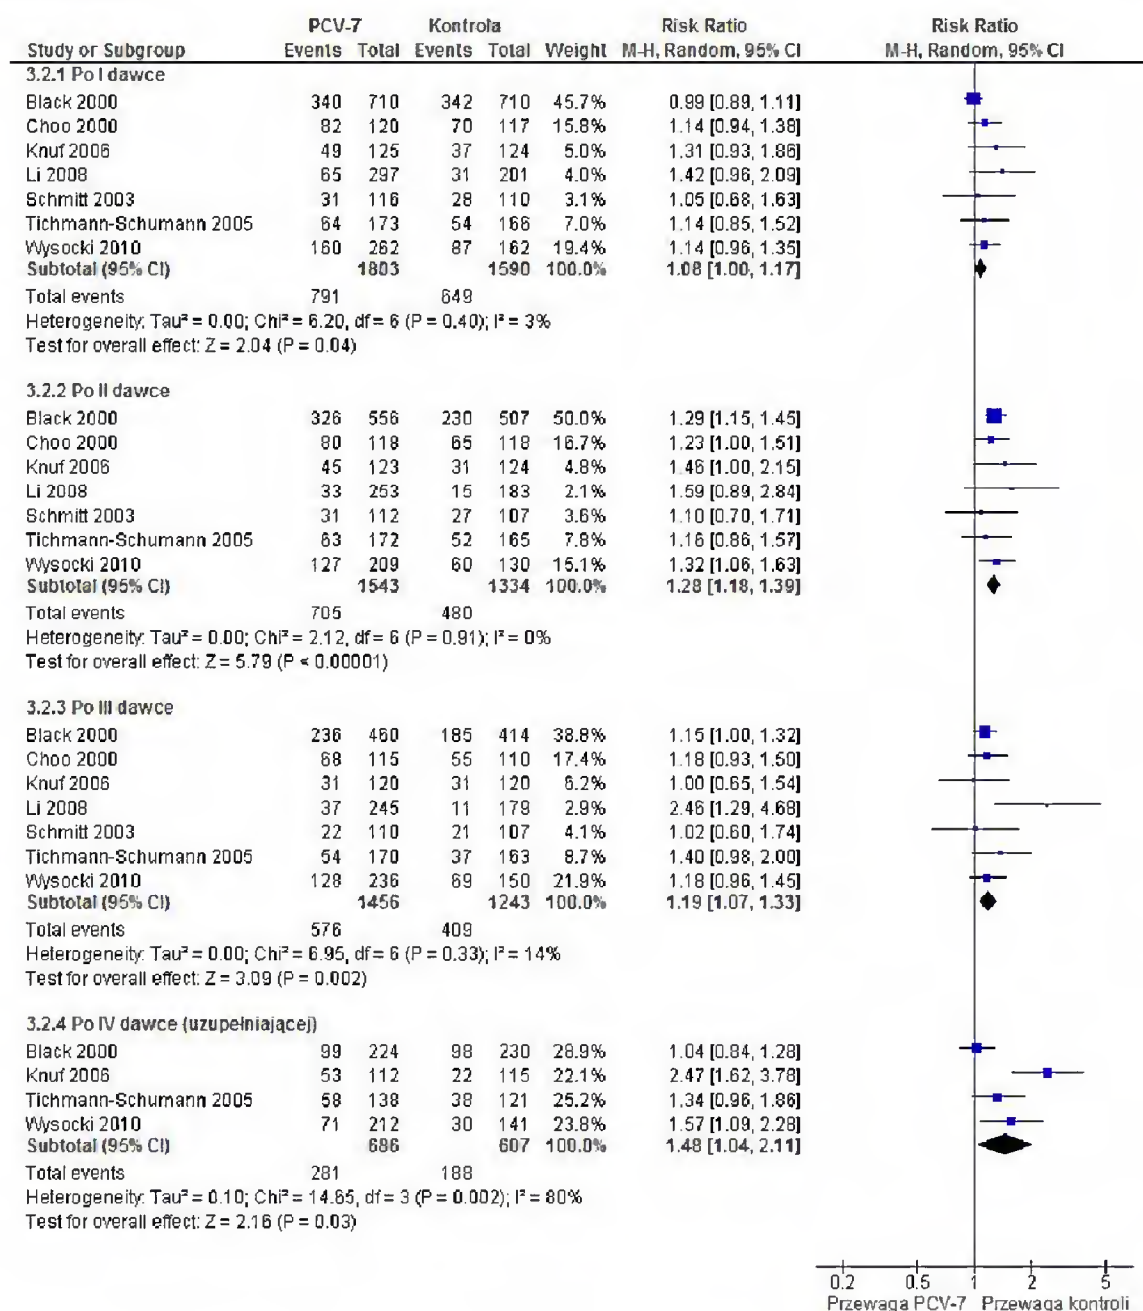 PCV-7 Kontrola Risk Ratio Risk Ratio
Study or Subgroup Events Total Events Total Weight M-H, Random, 95% CI M-H, Random, 95% CI
3.2.1 Po I dawce
Black 2000 340 710 342 710 45.7% 0.99 [0.89, 1.11]
Choo 2000 82 120 70 117 15.8% 1.14 [0.94, 1.38]
Knuf 2006 49 125 37 124 5.0% 1.31 [0.93, 1.86]
Li 2008 65 297 31 201 4.0% 1.42 [0.96, 2.09]
Schmitt 2003 31 116 28 110 3.1% 1.05 [0.68, 1.63]
Tichmann-Schumann 2005 64 173 54 166 7.0% 1.14 [0.85, 1.52]
Wysocki 2010 160 262 87 162 19.4% 1.14 [0.96, 1.35]
Subtotal (95% CI) 1803 1590 100.0% 1.08 [1.00, 1.17]
Total events 791 649
Heterogeneity: Tau² = 0.00; Chi² = 6.20, df = 6 (P = 0.40); I² = 3%
Test for overall effect: Z = 2.04 (P = 0.04)
3.2.2 Po II dawce
Black 2000 326 556 230 507 50.0% 1.29 [1.15, 1.45]
Choo 2000 80 118 65 118 16.7% 1.23 [1.00, 1.51]
Knuf 2006 45 123 31 124 4.8% 1.46 [1.00, 2.15]
Li 2008 33 253 15 183 2.1% 1.59 [0.89, 2.84]
Schmitt 2003 31 112 27 107 3.6% 1.10 [0.70, 1.71]
Tichmann-Schumann 2005 63 172 52 165 7.8% 1.16 [0.86, 1.57]
Wysocki 2010 127 209 60 130 15.1% 1.32 [1.06, 1.63]
Subtotal (95% CI) 1543 1334 100.0% 1.28 [1.18, 1.39]
Total events 705 480
Heterogeneity: Tau² = 0.00; Chi² = 2.12, df = 6 (P = 0.91); I² = 0%
Test for overall effect: Z = 5.79 (P < 0.00001)
3.2.3 Po III dawce
Black 2000 236 460 185 414 38.8% 1.15 [1.00, 1.32]
Choo 2000 68 115 55 110 17.4% 1.18 [0.93, 1.50]
Knuf 2006 31 120 31 120 6.2% 1.00 [0.65, 1.54]
Li 2008 37 245 11 179 2.9% 2.46 [1.29, 4.68]
Schmitt 2003 22 110 21 107 4.1% 1.02 [0.60, 1.74]
Tichmann-Schumann 2005 54 170 37 163 8.7% 1.40 [0.98, 2.00]
Wysocki 2010 128 236 69 150 21.9% 1.18 [0.96, 1.45]
Subtotal (95% CI) 1456 1243 100.0% 1.19 [1.07, 1.33]
Total events 576 409
Heterogeneity: Tau² = 0.00; Chi² = 6.95, df = 6 (P = 0.33); I² = 14%
Test for overall effect: Z = 3.09 (P = 0.002)
3.2.4 Po IV dawce (uzupełniającej)
Black 2000 99 224 98 230 28.9% 1.04 [0.84, 1.28]
Knuf 2006 53 112 22 115 22.1% 2.47 [1.62, 3.78]
Tichmann-Schumann 2005 58 138 38 121 25.2% 1.34 [0.96, 1.86]
Wysocki 2010 71 212 30 141 23.8% 1.57 [1.09, 2.28]
Subtotal (95% CI) 686 607 100.0% 1.48 [1.04, 2.11]
Total events 281 188
Heterogeneity: Tau² = 0.10; Chi² = 14.65, df = 3 (P = 0.002); I² = 80%
Test for overall effect: Z = 2.16 (P = 0.03)
0.2 0.5 1 2 5
Przewaga PCV-7 Przewaga kontroli